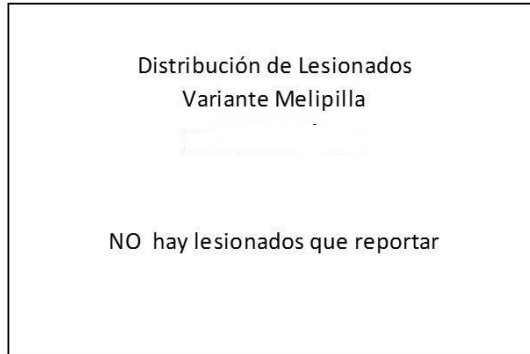 Distribución de Lesionados
Variante Melipilla
NO hay lesionados que reportar